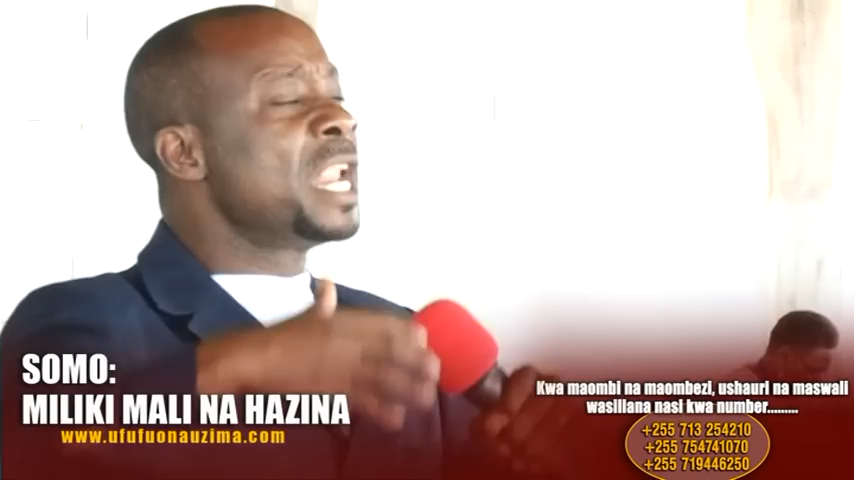 SOMO:
MILIKI MALI NA HAZINA
www.ufufuonauzima.com
Kwa maombi na maombezi, ushauri na maswali
wasiliana nasi kwa number.........
+255 713 254210
+255 754741070
+255 719446250